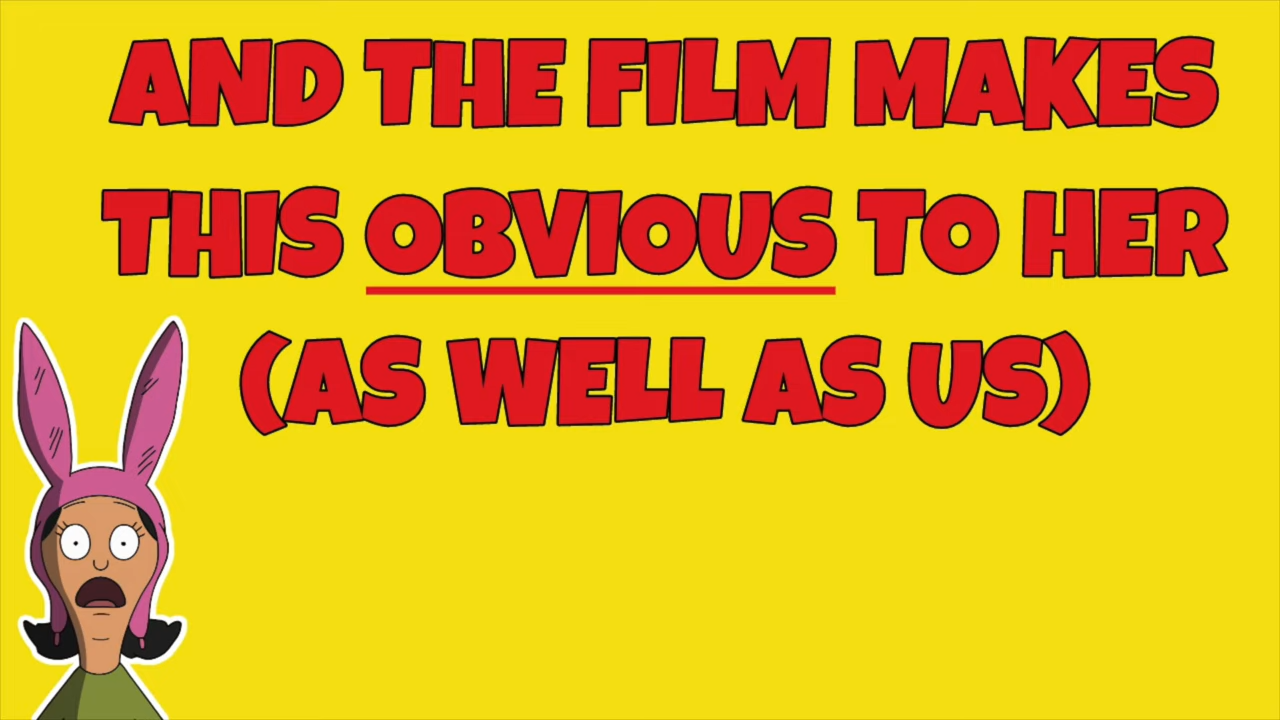 AND THE FILM MAKES
THIS OBVIOUS TO HER
(AS WELL AS US)